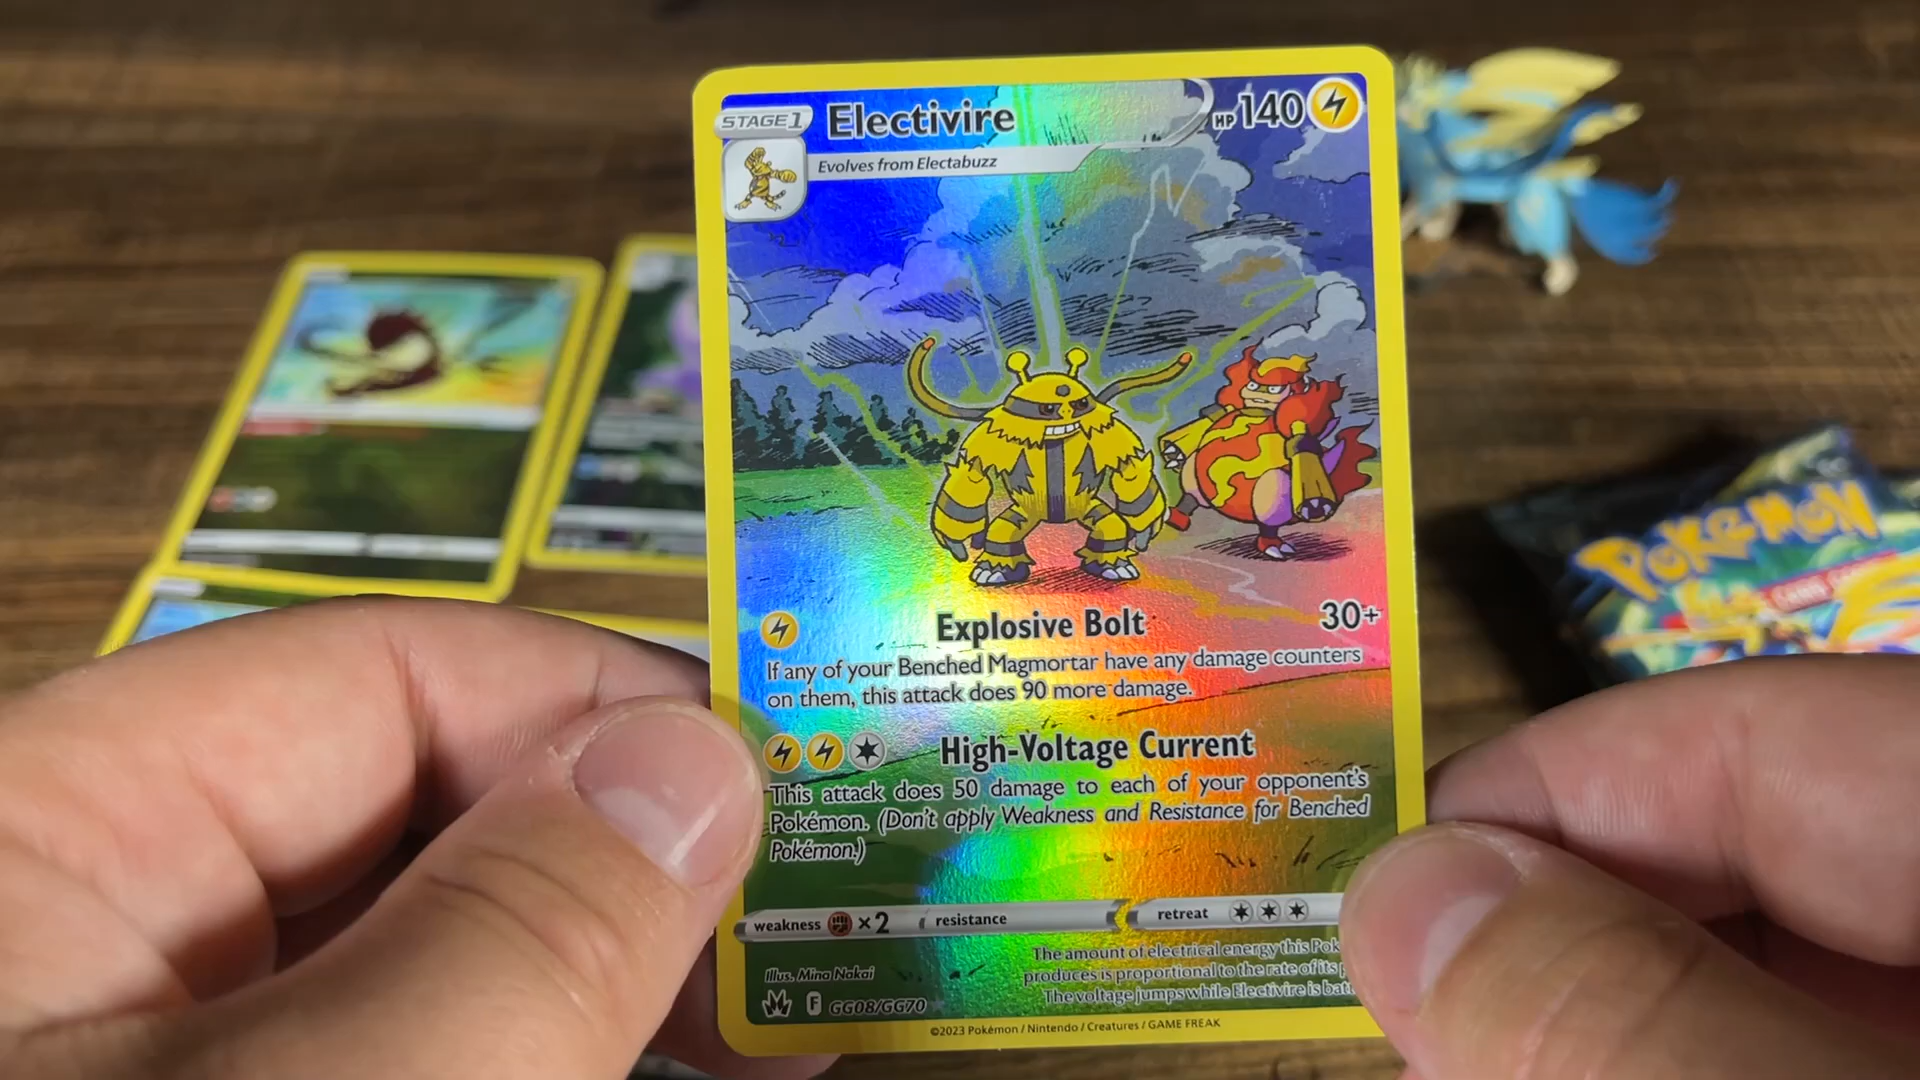 STAGE 1
Electivire
HP 140
Evolves from Electabuzz
Explosive Bolt
30+
If any of your Benched Magmortar have any damage counters
on them, this attack does 90 more damage.
High-Voltage Current
This attack does 50 damage to each of your opponent's
Pokémon. (Don't apply Weakness and Resistance for Benched
Pokémon.)
weakness ×2 resistance retreat
Illus. Mina Nakai
The amount of electrical energy this
produces is proportional to the rate of its
The voltage jumps while Electivire is
F GG08/GG70
©2023 Pokémon / Nintendo / Creatures / GAME FREAK
POKéMON